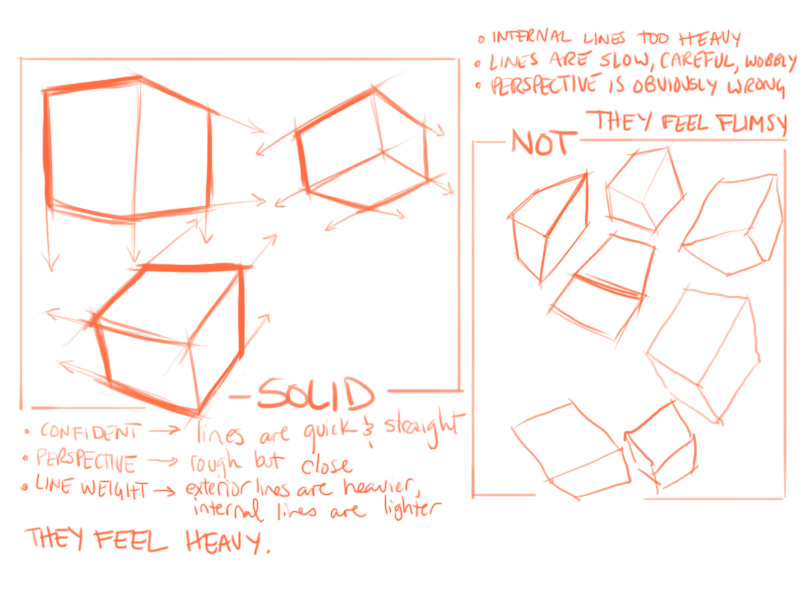 • INTERNAL LINES TOO HEAVY
• LINES ARE SLOW, CAREFUL, WOBBLY
• PERSPECTIVE IS OBVIOUSLY WRONG
THEY FEEL FLIMSY
NOT
SOLID
• CONFIDENT → lines are quick & straight
• PERSPECTIVE → rough but close
• LINE WEIGHT → exterior lines are heavier,
internal lines are lighter
THEY FEEL HEAVY.